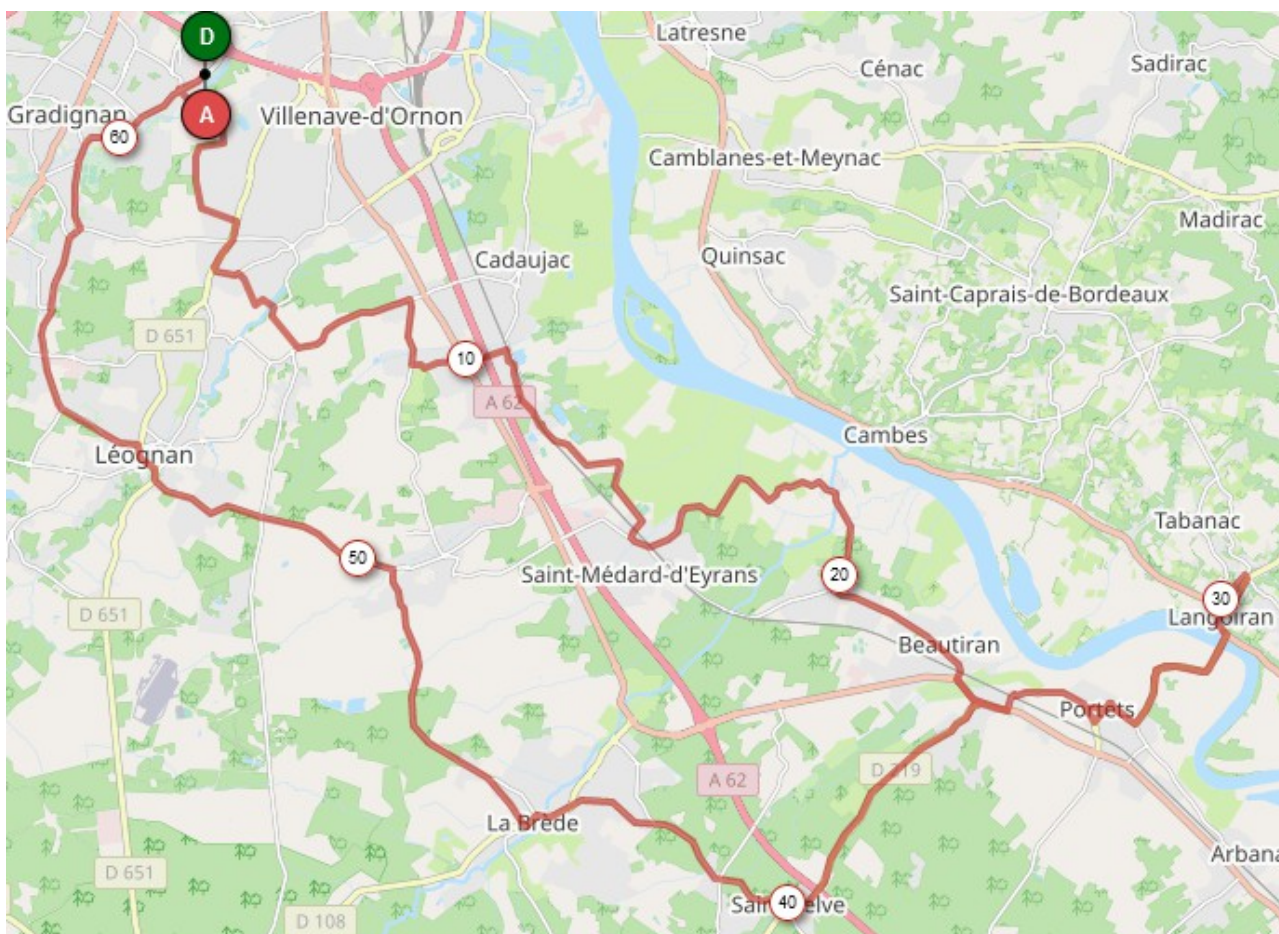 D
Latresne
Cénac
Sadirac
Gradignan
A
Villenave-d'Ornon
60
Camblanes-et-Meynac
Madirac
Cadaujac
Quinsac
Saint-Caprais-de-Bordeaux
D 651
10
A 62
Cambes
Léognan
Tabanac
50
Saint-Médard-d'Eyrans
20
30
D 651
Langoiran
Beautiran
Portets
A 62
La Brède
D 651
40
D 108